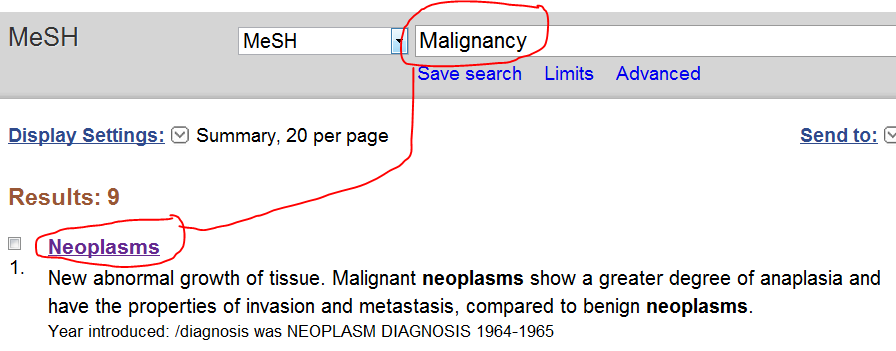 MeSH
MeSH
Malignancy
Save search Limits Advanced
Display Settings: Summary, 20 per page Send to:
Results: 9
Neoplasms
1.
New abnormal growth of tissue. Malignant neoplasms show a greater degree of anaplasia and
have the properties of invasion and metastasis, compared to benign neoplasms.
Year introduced: /diagnosis was NEOPLASM DIAGNOSIS 1964-1965